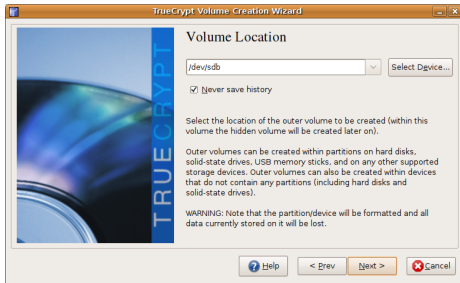 TrueCrypt Volume Creation Wizard
TRUECRYPT
Volume Location
/dev/sdb
Select Device...
Never save history
Select the location of the outer volume to be created (within this
volume the hidden volume will be created later on).
Outer volumes can be created within partitions on hard disks,
solid-state drives, USB memory sticks, and on any other supported
storage devices. Outer volumes can also be created within devices
that do not contain any partitions (including hard disks and
solid-state drives).
WARNING: Note that the partition/device will be formatted and all
data currently stored on it will be lost.
Help
< Prev
Next >
Cancel